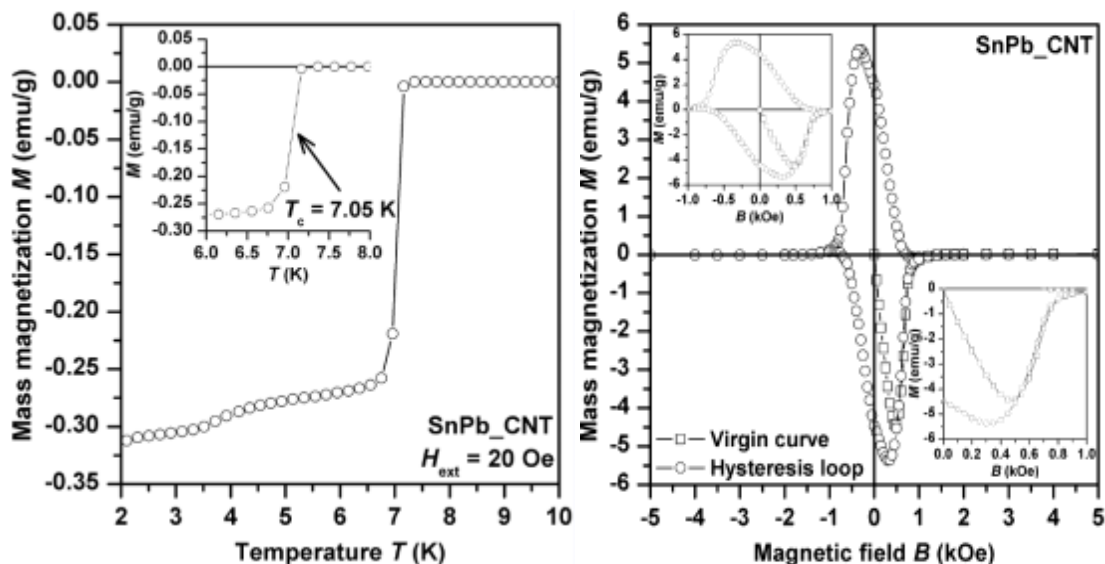 0.05
0.00
-0.05
-0.10
-0.15
-0.20
-0.25
-0.30
-0.35
Mass magnetization M (emu/g)
0.05
0.00
-0.05
-0.10
-0.15
-0.20
-0.25
-0.30
M (emu/g)
6.0 6.5 7.0 7.5 8.0
T (K)
Tc = 7.05 K
SnPb_CNT
Hext = 20 Oe
2 3 4 5 6 7 8 9 10
Temperature T (K)
6
5
4
3
2
1
0
-1
-2
-3
-4
-5
-6
Mass magnetization M (emu/g)
SnPb_CNT
6
4
2
0
-2
-4
-6
M (emu/g)
-1.0 -0.5 0.0 0.5 1.0
B (kOe)
0
-1
-2
-3
-4
-5
-6
M (emu/g)
0.0 0.2 0.4 0.6 0.8 1.0
B (kOe)
Virgin curve
Hysteresis loop
-5 -4 -3 -2 -1 0 1 2 3 4 5
Magnetic field B (kOe)